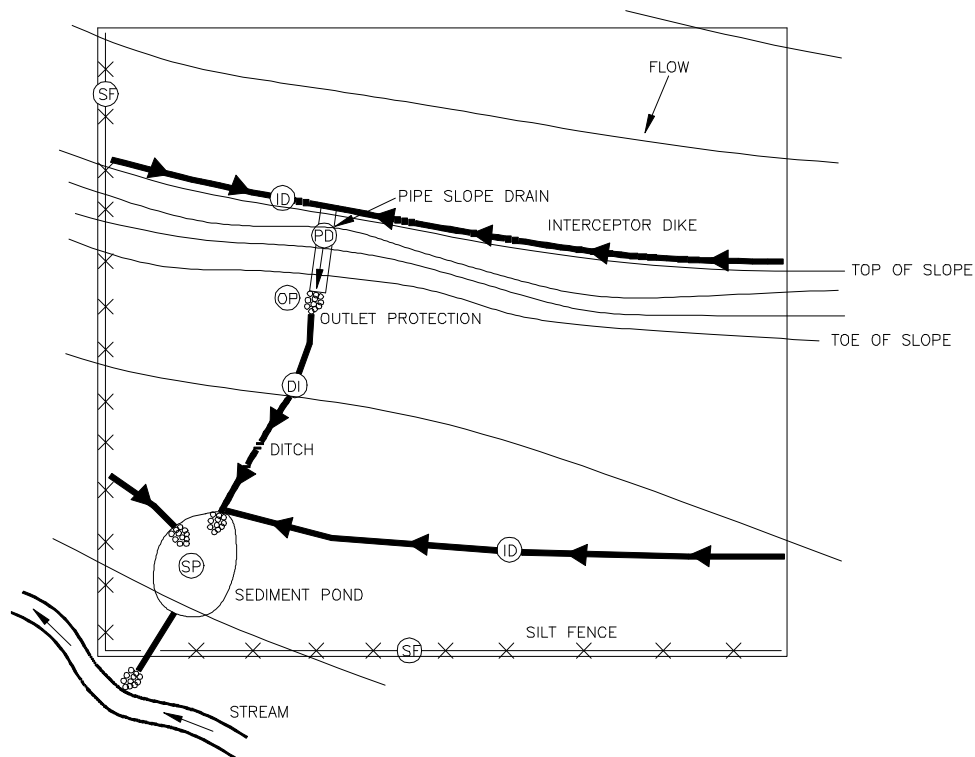 FLOW
SF
ID
PIPE SLOPE DRAIN
INTERCEPTOR DIKE
PD
TOP OF SLOPE
OP
OUTLET PROTECTION
TOE OF SLOPE
DI
DITCH
ID
SP
SEDIMENT POND
SILT FENCE
SF
STREAM